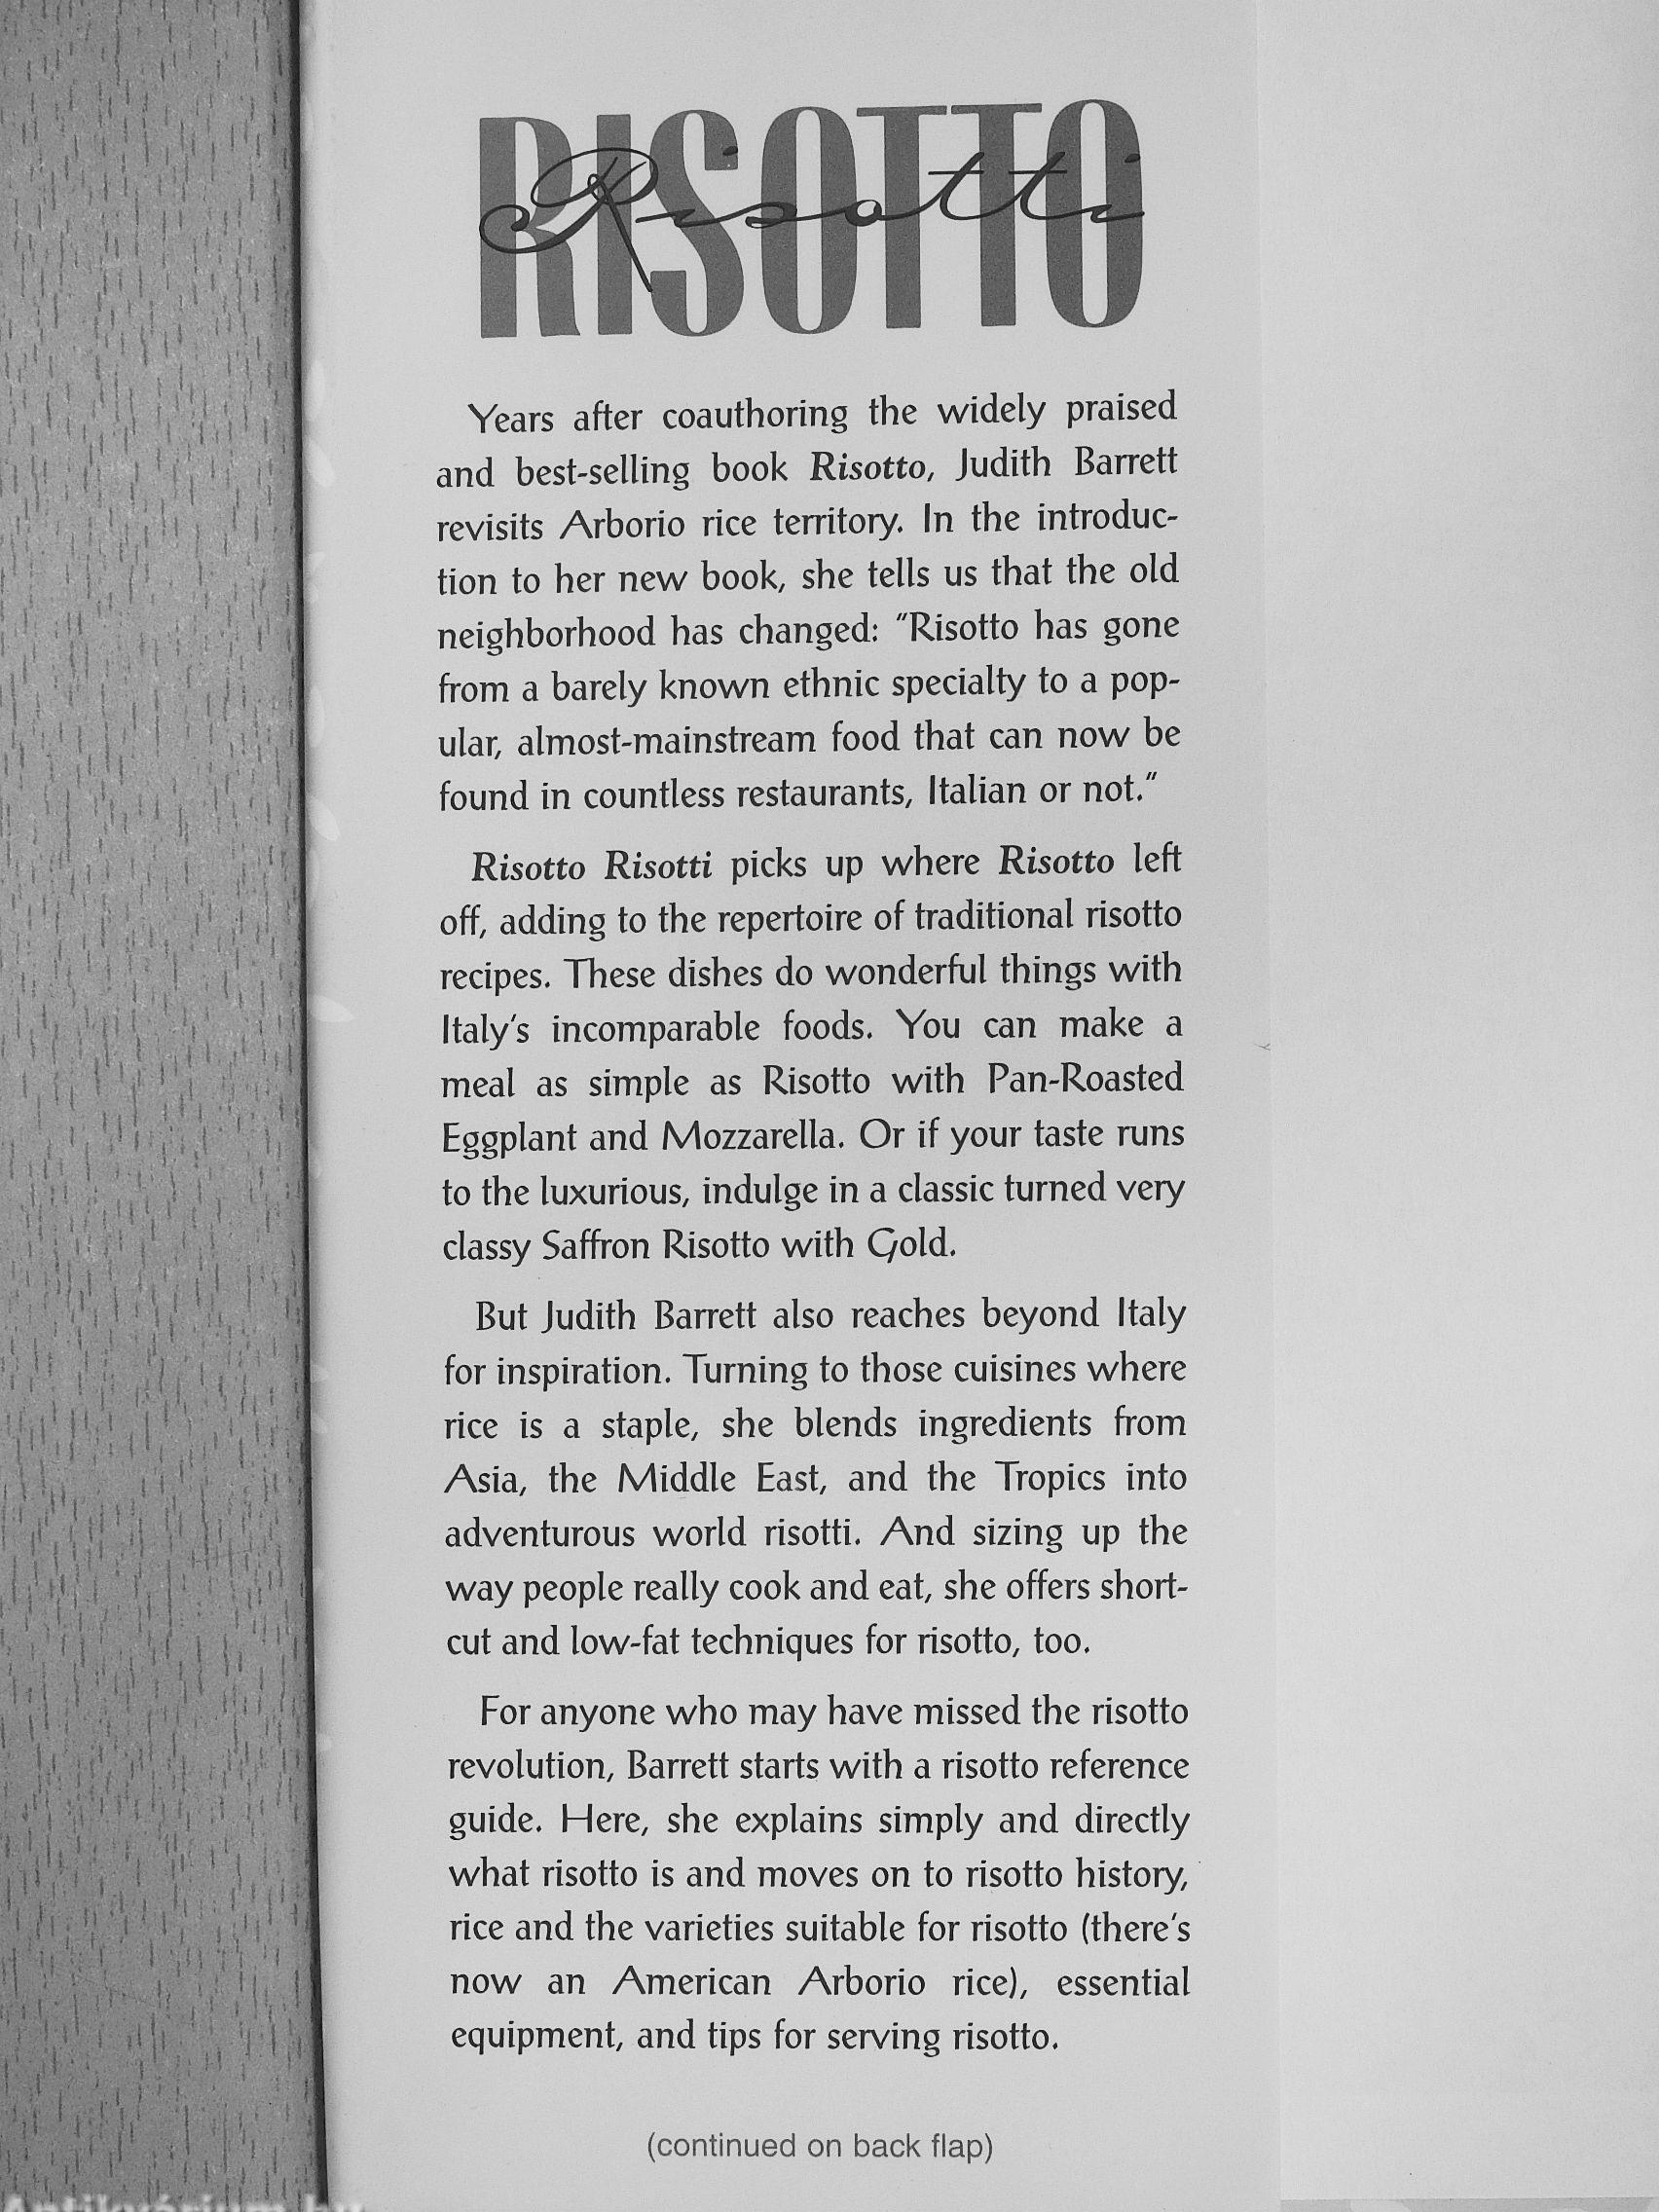 RISOTTO
Risotti
Years after coauthoring the widely praised
and best-selling book Risotto, Judith Barrett
revisits Arborio rice territory. In the introduc-
tion to her new book, she tells us that the old
neighborhood has changed: "Risotto has gone
from a barely known ethnic specialty to a pop-
ular, almost-mainstream food that can now be
found in countless restaurants, Italian or not."
Risotto Risotti picks up where Risotto left
off, adding to the repertoire of traditional risotto
recipes. These dishes do wonderful things with
Italy's incomparable foods. You can make a
meal as simple as Risotto with Pan-Roasted
Eggplant and Mozzarella. Or if your taste runs
to the luxurious, indulge in a classic turned very
classy Saffron Risotto with Gold.
But Judith Barrett also reaches beyond Italy
for inspiration. Turning to those cuisines where
rice is a staple, she blends ingredients from
Asia, the Middle East, and the Tropics into
adventurous world risotti. And sizing up the
way people really cook and eat, she offers short-
cut and low-fat techniques for risotto, too.
For anyone who may have missed the risotto
revolution, Barrett starts with a risotto reference
guide. Here, she explains simply and directly
what risotto is and moves on to risotto history,
rice and the varieties suitable for risotto (there's
now an American Arborio rice), essential
equipment, and tips for serving risotto.
(continued on back flap)